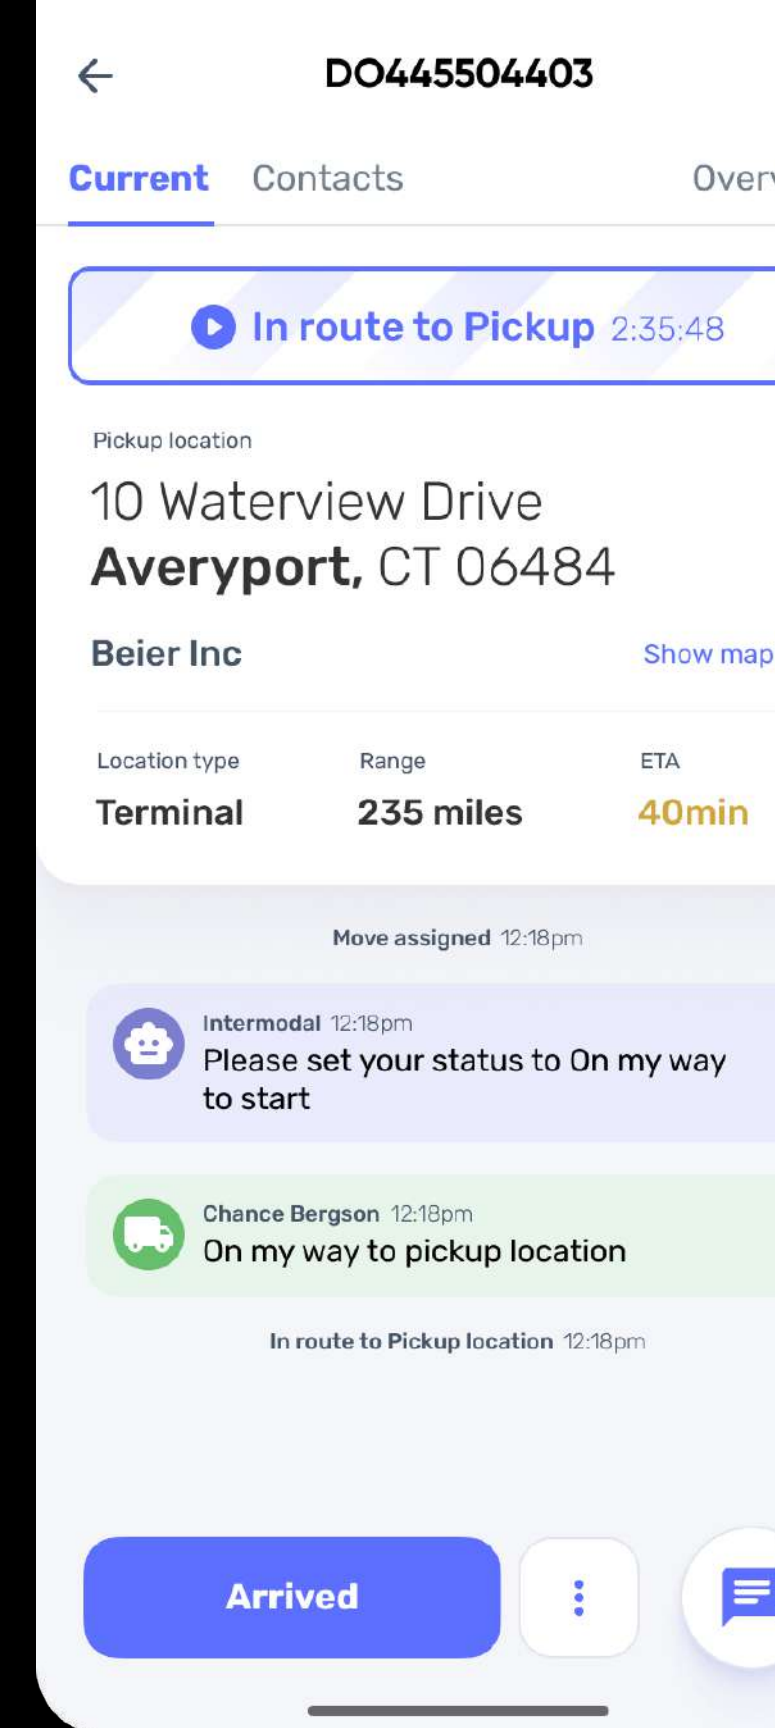 DO445504403
Current Contacts Overv
In route to Pickup 2:35:48
Pickup location
10 Waterview Drive
Averyport, CT 06484
Beier Inc Show map
Location type Range ETA
Terminal 235 miles 40min
Move assigned 12:18pm
Intermodal 12:18pm
Please set your status to On my way
to start
Chance Bergson 12:18pm
On my way to pickup location
In route to Pickup location 12:18pm
Arrived